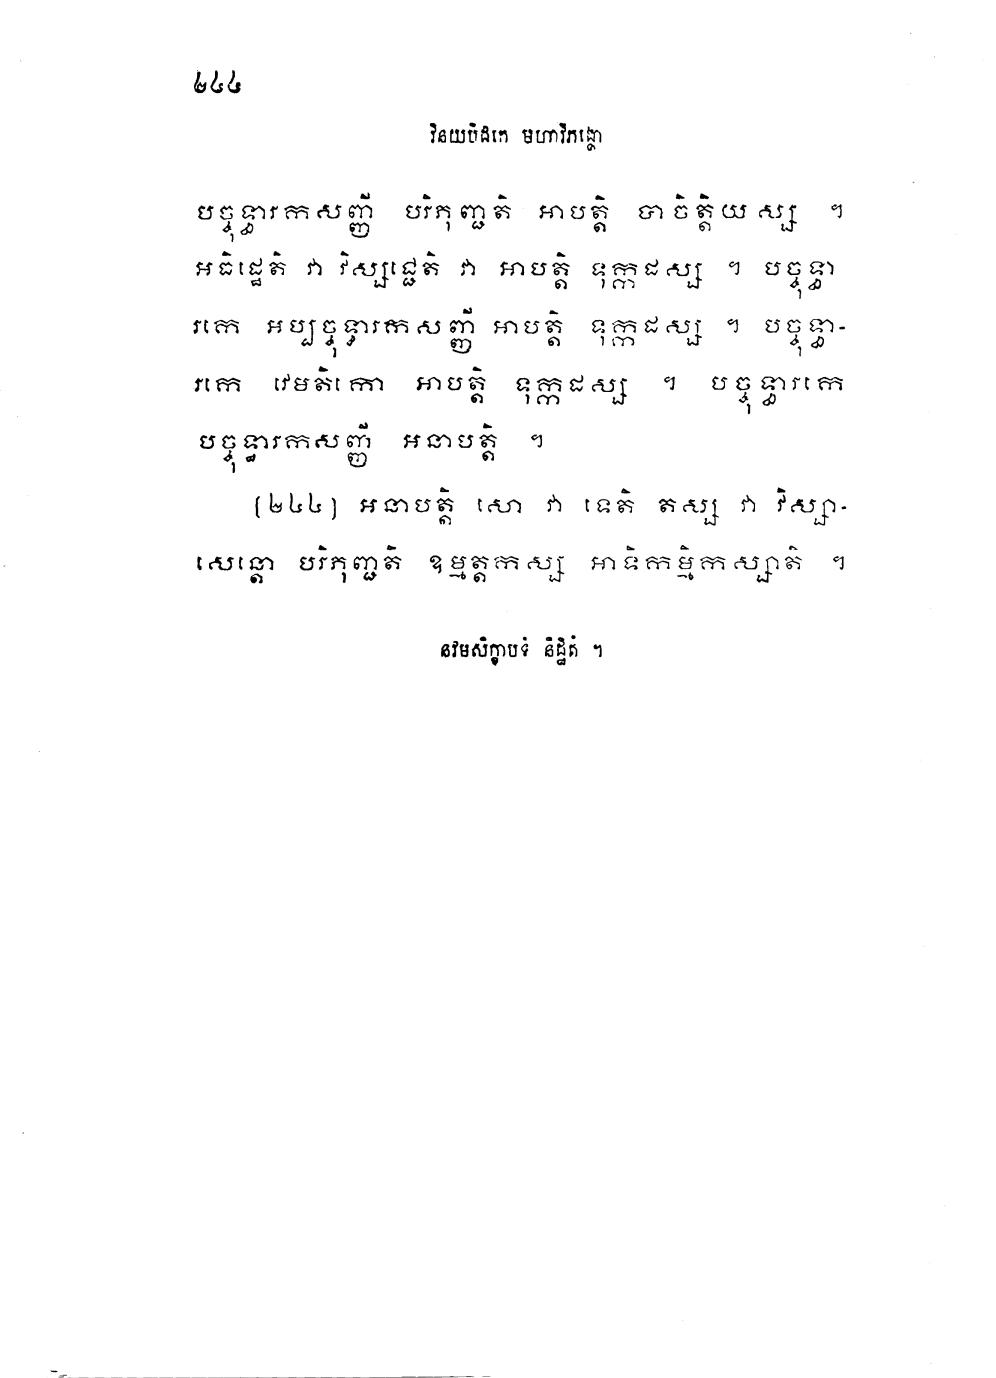 ២៤៤
វិនយបិដកេ មហាវិភង្គោ
បច្ចុទ្ធារកសញ្ញី បរិភុញ្ជតិ អាបត្តិ បាចិត្តិយស្ស ។
អធិដ្ឋេតិ វា វិស្សជ្ជេតិ វា អាបត្តិ ទុក្កដស្ស ។ បច្ចុទ្ធា
រកេ អប្បច្ចុទ្ធារកសញ្ញី អាបត្តិ ទុក្កដស្ស ។ បច្ចុទ្ធា-
រកេ វេមតិកោ អាបត្តិ ទុក្កដស្ស ។ បច្ចុទ្ធារកេ
បច្ចុទ្ធារកសញ្ញី អនាបត្តិ ។
(២៤៤) អនាបត្តិ សោ វា ទេតិ តស្ស វា វិស្សា-
សេន្តោ បរិភុញ្ជតិ ឧម្មត្តកស្ស អាទិកម្មិកស្សាតិ ។
នវមសិក្ខាបទំ និដ្ឋិតំ ។